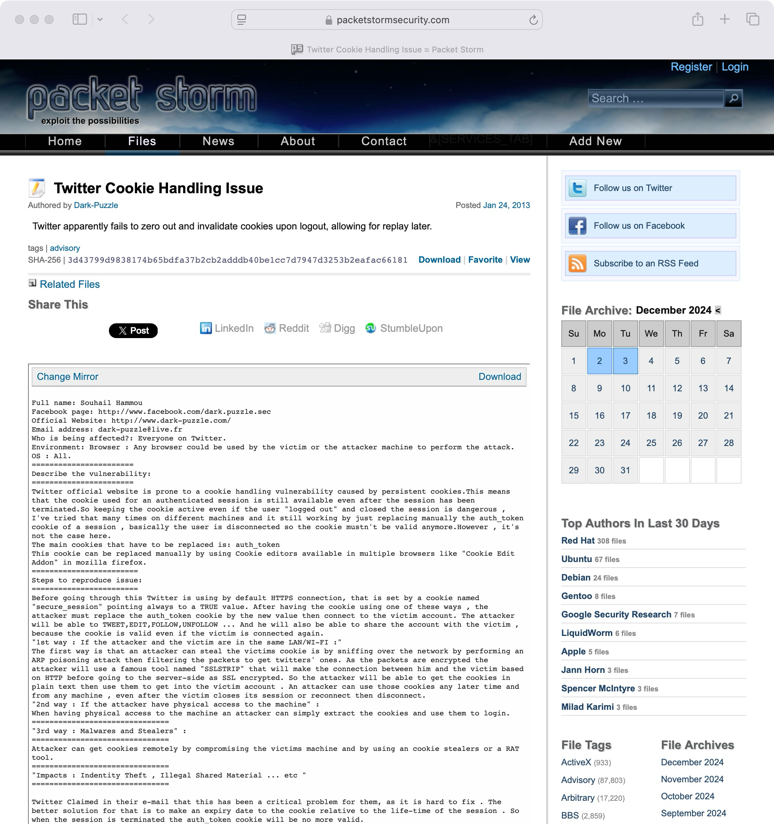 packetstormsecurity.com
Twitter Cookie Handling Issue ≈ Packet Storm
Register | Login
packet storm
exploit the possibilities
Search …
Home Files News About Contact &[SERVICES_TAB] Add New
Twitter Cookie Handling Issue
Authored by Dark-Puzzle Posted Jan 24, 2013
Twitter apparently fails to zero out and invalidate cookies upon logout, allowing for replay later.
tags | advisory
SHA-256 | 3d43799d9838174b65bdfa37b2cb2adddb40be1cc7d7947d3253b2eafac66181 Download | Favorite | View
Related Files
Share This
X Post LinkedIn Reddit Digg StumbleUpon
Change Mirror Download
Full name: Souhail Hammou
Facebook page: http://www.facebook.com/dark.puzzle.sec
Official Website: http://www.dark-puzzle.com/
Email address: dark-puzzle@live.fr
Who is being affected?: Everyone on Twitter.
Environment: Browser : Any browser could be used by the victim or the attacker machine to perform the attack.
OS : All.
=======================
Describe the vulnerability:
=======================
Twitter official website is prone to a cookie handling vulnerability caused by persistent cookies.This means
that the cookie used for an authenticated session is still available even after the session has been
terminated.So keeping the cookie active even if the user "logged out" and closed the session is dangerous ,
I've tried that many times on different machines and it still working by just replacing manually the auth_token
cookie of a session , basically the user is disconnected so the cookie mustn't be valid anymore.However , it's
not the case here.
The main cookies that have to be replaced is: auth_token
This cookie can be replaced manually by using Cookie editors available in multiple browsers like "Cookie Edit
Addon" in mozilla firefox.
========================
Steps to reproduce issue:
========================
Before going through this Twitter is using by default HTTPS connection, that is set by a cookie named
"secure_session" pointing always to a TRUE value. After having the cookie using one of these ways , the
attacker must replace the auth_token cookie by the new value then connect to the victim account. The attacker
will be able to TWEET,EDIT,FOLLOW,UNFOLLOW ... And he will also be able to share the account with the victim ,
because the cookie is valid even if the victim is connected again.
"1st way : If the attacker and the victim are in the same LAN/WI-FI :"
The first way is that an attacker can steal the victims cookie is by sniffing over the network by performing an
ARP poisoning attack then filtering the packets to get twitters' ones. As the packets are encrypted the
attacker will use a famous tool named "SSLSTRIP" that will make the connection between him and the victim based
on HTTP before going to the server-side as SSL encrypted. So the attacker will be able to get the cookies in
plain text then use them to get into the victim account . An attacker can use those cookies any later time and
from any machine , even after the victim closes its session or reconnect then disconnect.
"2nd way : If the attacker have physical access to the machine" :
When having physical access to the machine an attacker can simply extract the cookies and use them to login.
===============================
"3rd way : Malwares and Stealers" :
===============================
Attacker can get cookies remotely by compromising the victims machine and by using an cookie stealers or a RAT
tool.
===============================
"Impacts : Indentity Theft , Illegal Shared Material ... etc "
===============================
Twitter Claimed in their e-mail that this has been a critical problem for them, as it is hard to fix . The
better solution for that is to make an expiry date to the cookie relative to the life-time of the session . So
when the session is terminated the auth_token cookie will be no more valid.
Follow us on Twitter
Follow us on Facebook
Subscribe to an RSS Feed
File Archive: December 2024 <
Su Mo Tu We Th Fr Sa
1 2 3 4 5 6 7
8 9 10 11 12 13 14
15 16 17 18 19 20 21
22 23 24 25 26 27 28
29 30 31
Top Authors In Last 30 Days
Red Hat 308 files
Ubuntu 67 files
Debian 24 files
Gentoo 8 files
Google Security Research 7 files
LiquidWorm 6 files
Apple 5 files
Jann Horn 3 files
Spencer McIntyre 3 files
Milad Karimi 3 files
File Tags
ActiveX (933)
Advisory (87,803)
Arbitrary (17,220)
BBS (2,859)
File Archives
December 2024
November 2024
October 2024
September 2024